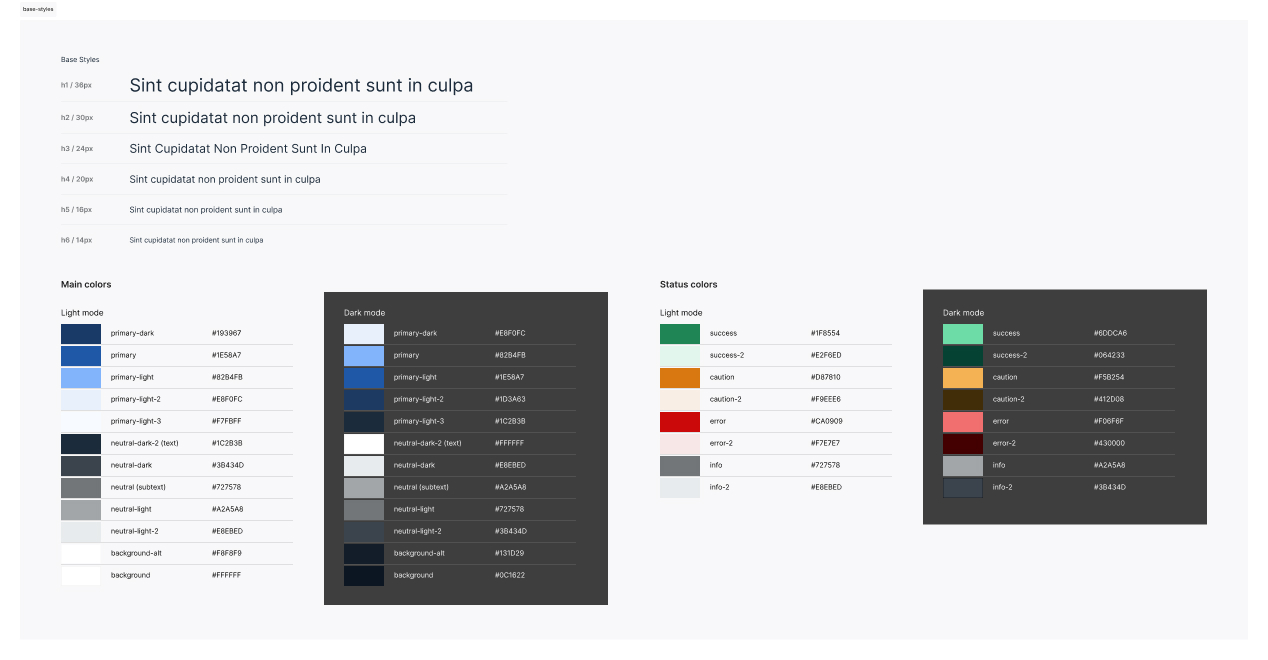 base-styles
Base Styles
h1 / 36px Sint cupidatat non proident sunt in culpa
h2 / 30px Sint cupidatat non proident sunt in culpa
h3 / 24px Sint Cupidatat Non Proident Sunt In Culpa
h4 / 20px Sint cupidatat non proident sunt in culpa
h5 / 16px Sint cupidatat non proident sunt in culpa
h6 / 14px Sint cupidatat non proident sunt in culpa
Main colors
Light mode
primary-dark #193967
primary #1E58A7
primary-light #82B4FB
primary-light-2 #E8F0FC
primary-light-3 #F7FBFF
neutral-dark-2 (text) #1C2B3B
neutral-dark #3B434D
neutral (subtext) #727578
neutral-light #A2A5A8
neutral-light-2 #E8EBED
background-alt #F8F8F9
background #FFFFFF
Dark mode
primary-dark #E8F0FC
primary #82B4FB
primary-light #1E58A7
primary-light-2 #1D3A63
primary-light-3 #1C2B3B
neutral-dark-2 (text) #FFFFFF
neutral-dark #E8EBED
neutral (subtext) #A2A5A8
neutral-light #727578
neutral-light-2 #3B434D
background-alt #131D29
background #0C1622
Status colors
Light mode
success #1F8554
success-2 #E2F6ED
caution #D87810
caution-2 #F9EEE6
error #CA0909
error-2 #F7E7E7
info #727578
info-2 #E8EBED
Dark mode
success #6DDCA6
success-2 #064233
caution #F5B254
caution-2 #412D08
error #F06F6F
error-2 #430000
info #A2A5A8
info-2 #3B434D